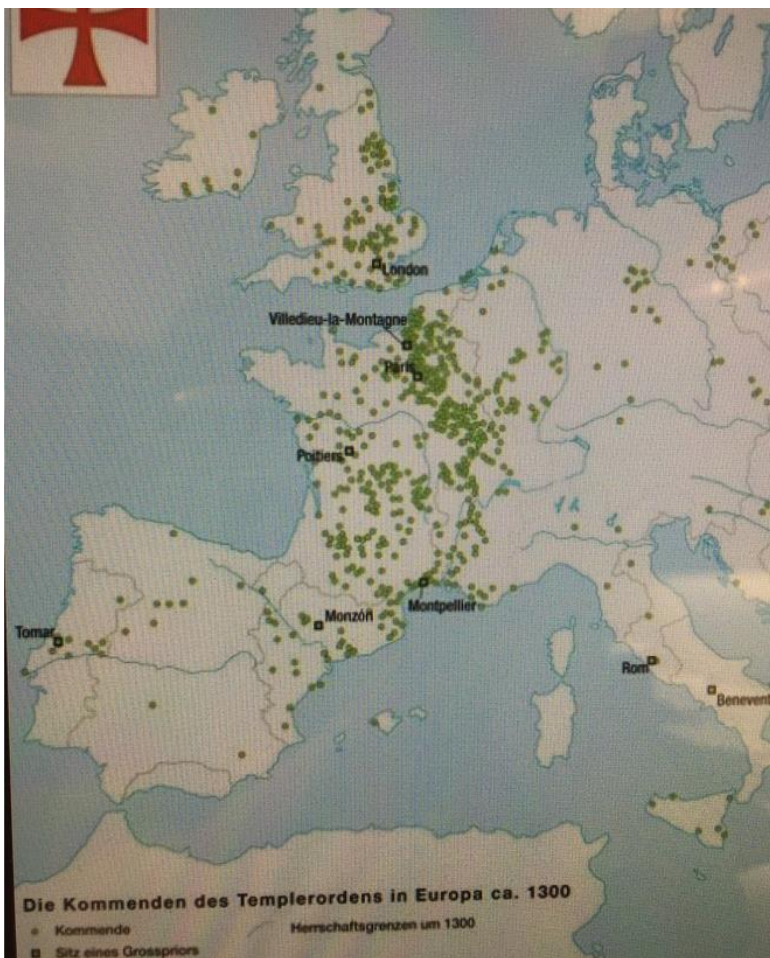 London
Villedieu-la-Montagne
Paris
Poitiers
Montpellier
Monzón
Tomar
Rom
Benevent
Die Kommenden des Templerordens in Europa ca. 1300
Kommende
Herrschaftsgrenzen um 1300
Sitz eines Grosspriors